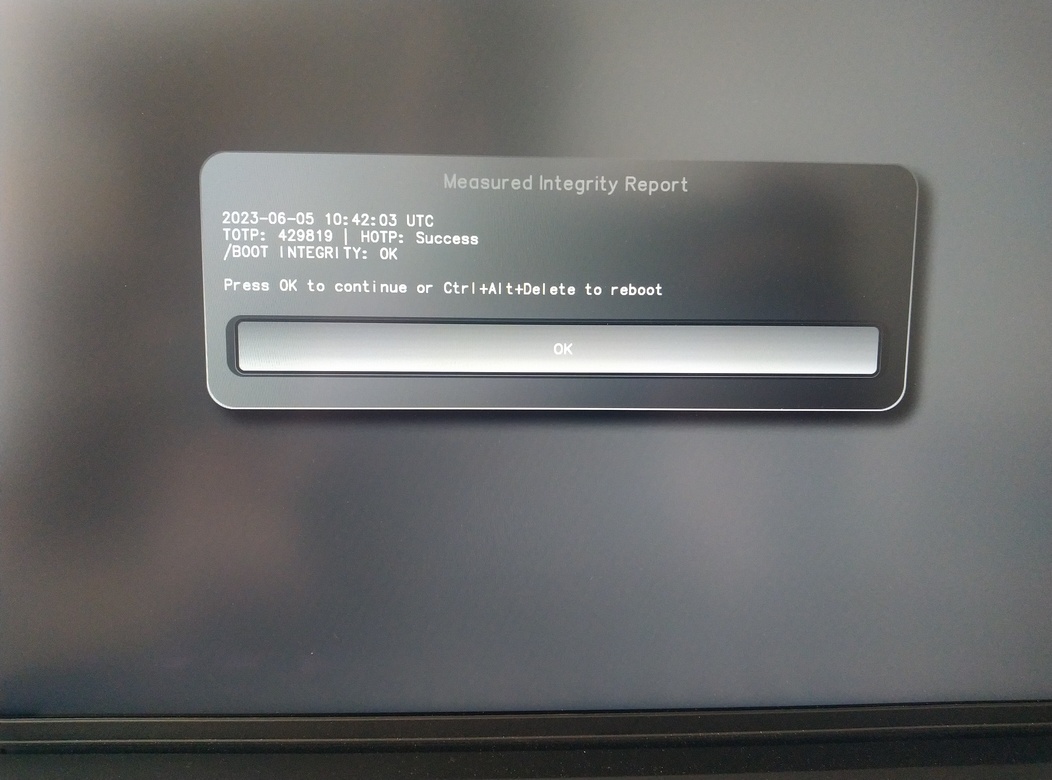 Measured Integrity Report
2023-06-05 10:42:03 UTC
TOTP: 429819 | HOTP: Success
/BOOT INTEGRITY: OK
Press OK to continue or Ctrl+Alt+Delete to reboot
OK